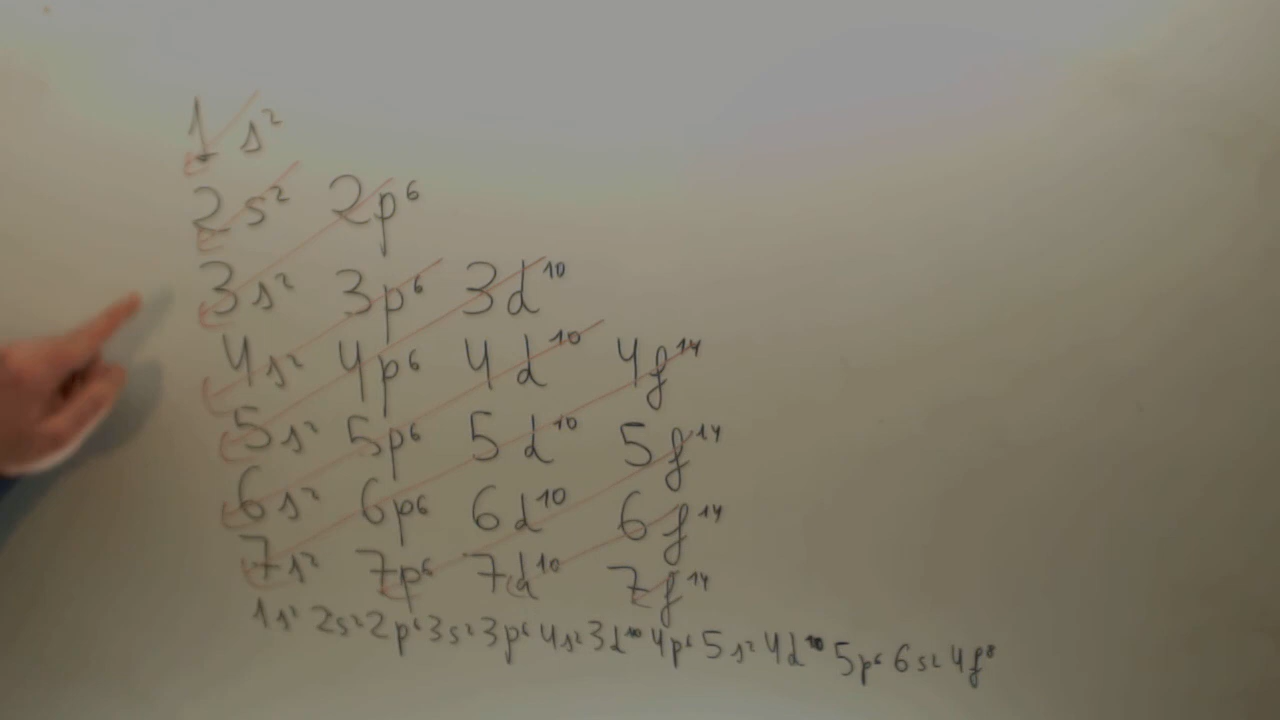 1s²
2s² 2p⁶
3s² 3p⁶ 3d¹⁰
4s² 4p⁶ 4d¹⁰ 4f¹⁴
5s² 5p⁶ 5d¹⁰ 5f¹⁴
6s² 6p⁶ 6d¹⁰ 6f¹⁴
7s² 7p⁶ 7d¹⁰ 7f¹⁴
1s² 2s² 2p⁶ 3s² 3p⁶ 4s² 3d¹⁰ 4p⁶ 5s² 4d¹⁰ 5p⁶ 6s² 4f⁸